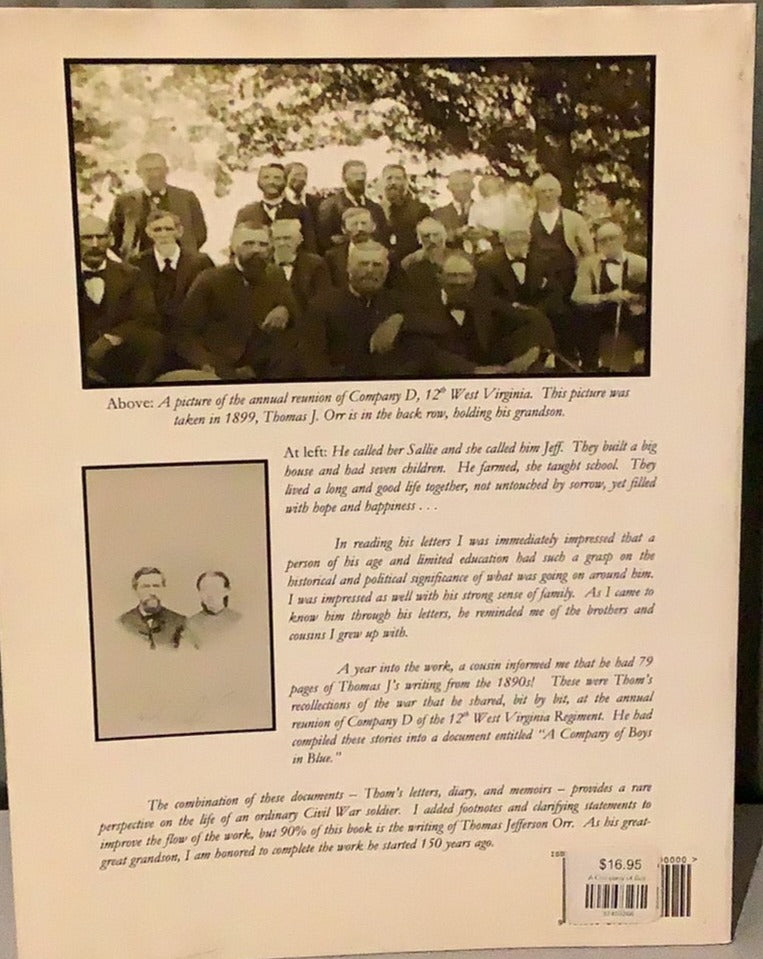 Above: A picture of the annual reunion of Company D, 12th West Virginia. This picture was
taken in 1899, Thomas J. Orr is in the back row, holding his grandson.
At left: He called her Sallie and she called him Jeff. They built a big
house and had seven children. He farmed, she taught school. They
lived a long and good life together, not untouched by sorrow, yet filled
with hope and happiness . . .
In reading his letters I was immediately impressed that a
person of his age and limited education had such a grasp on the
historical and political significance of what was going on around him.
I was impressed as well with his strong sense of family. As I came to
know him through his letters, he reminded me of the brothers and
cousins I grew up with.
A year into the work, a cousin informed me that he had 79
pages of Thomas J's writing from the 1890s! These were Thom's
recollections of the war that he shared, bit by bit, at the annual
reunion of Company D of the 12th West Virginia Regiment. He had
compiled these stories into a document entitled "A Company of Boys
in Blue."
The combination of these documents – Thom's letters, diary, and memoirs – provides a rare
perspective on the life of an ordinary Civil War soldier. I added footnotes and clarifying statements to
improve the flow of the work, but 90% of this book is the writing of Thomas Jefferson Orr. As his great-
great grandson, I am honored to complete the work he started 150 years ago.
$16.95
A Company of Boy